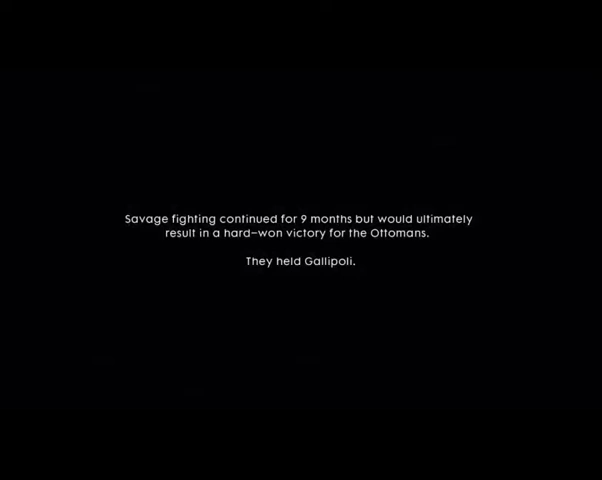 Savage fighting continued for 9 months but would ultimately
result in a hard-won victory for the Ottomans.
They held Gallipoli.